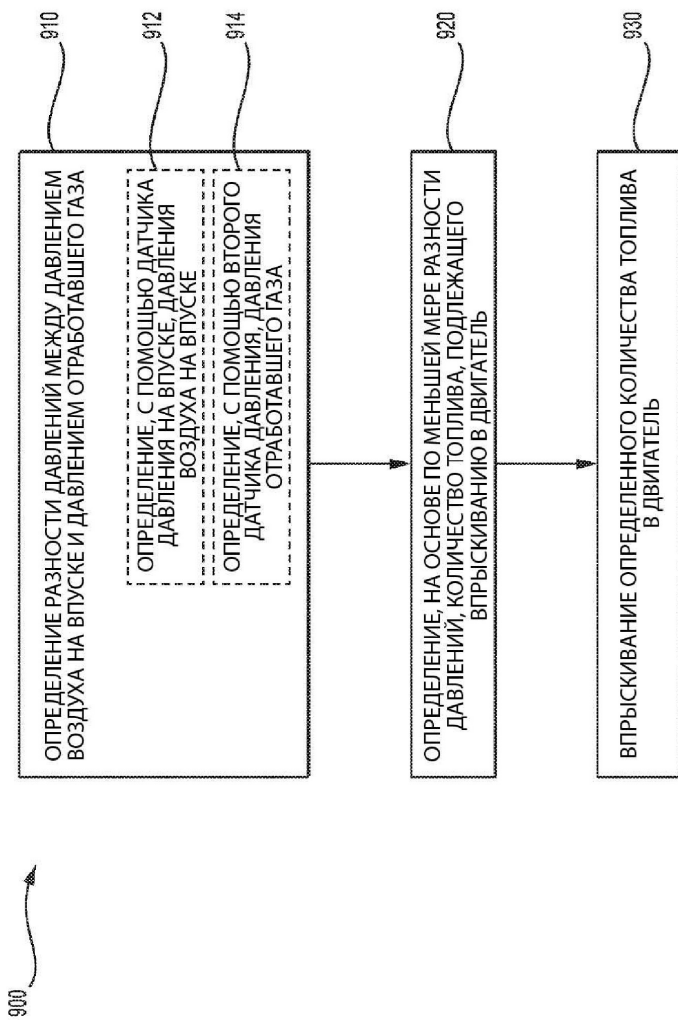 900
910
ОПРЕДЕЛЕНИЕ РАЗНОСТИ ДАВЛЕНИЙ МЕЖДУ ДАВЛЕНИЕМ
ВОЗДУХА НА ВПУСКЕ И ДАВЛЕНИЕМ ОТРАБОТАВШЕГО ГАЗА
912
ОПРЕДЕЛЕНИЕ, С ПОМОЩЬЮ ДАТЧИКА
ДАВЛЕНИЯ НА ВПУСКЕ, ДАВЛЕНИЯ
ВОЗДУХА НА ВПУСКЕ
914
ОПРЕДЕЛЕНИЕ, С ПОМОЩЬЮ ВТОРОГО
ДАТЧИКА ДАВЛЕНИЯ, ДАВЛЕНИЯ
ОТРАБОТАВШЕГО ГАЗА
920
ОПРЕДЕЛЕНИЕ, НА ОСНОВЕ ПО МЕНЬШЕЙ МЕРЕ РАЗНОСТИ
ДАВЛЕНИЙ, КОЛИЧЕСТВО ТОПЛИВА, ПОДЛЕЖАЩЕГО
ВПРЫСКИВАНИЮ В ДВИГАТЕЛЬ
930
ВПРЫСКИВАНИЕ ОПРЕДЕЛЕННОГО КОЛИЧЕСТВА ТОПЛИВА
В ДВИГАТЕЛЬ